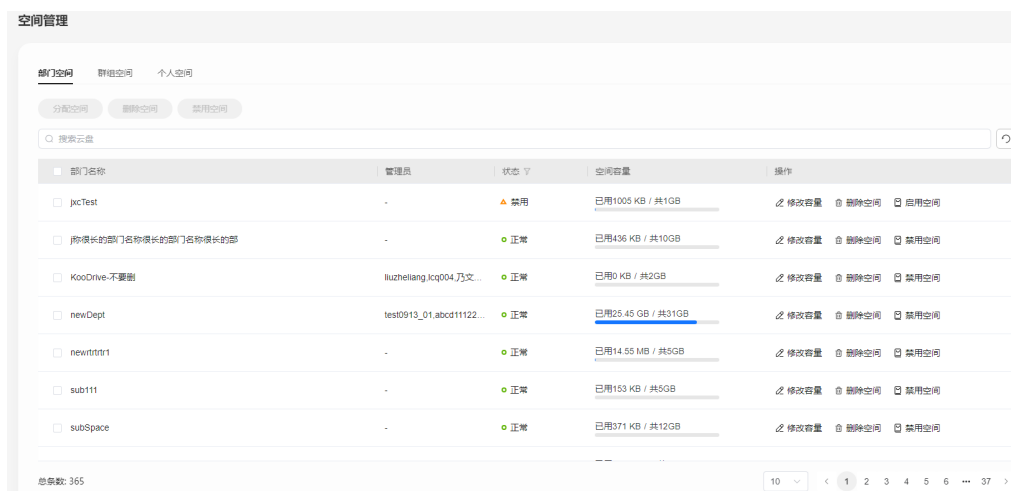 空间管理
部门空间 群组空间 个人空间
分配空间 删除空间 禁用空间
搜索云盘
部门名称 管理员 状态 空间容量 操作
jxcTest - 禁用 已用1005 KB / 共1GB 修改容量 删除空间 启用空间
j称很长的部门名称很长的部门名称很长的部 - 正常 已用436 KB / 共10GB 修改容量 删除空间 禁用空间
KooDrive-不要删 liuzheliang,lcq004,乃文... 正常 已用0 KB / 共2GB 修改容量 删除空间 禁用空间
newDept test0913_01,abcd11122... 正常 已用25.45 GB / 共31GB 修改容量 删除空间 禁用空间
newrtrtrtr1 - 正常 已用14.55 MB / 共5GB 修改容量 删除空间 禁用空间
sub111 - 正常 已用153 KB / 共5GB 修改容量 删除空间 禁用空间
subSpace - 正常 已用371 KB / 共12GB 修改容量 删除空间 禁用空间
总条数: 365 10 < 1 2 3 4 5 6 ••• 37 >